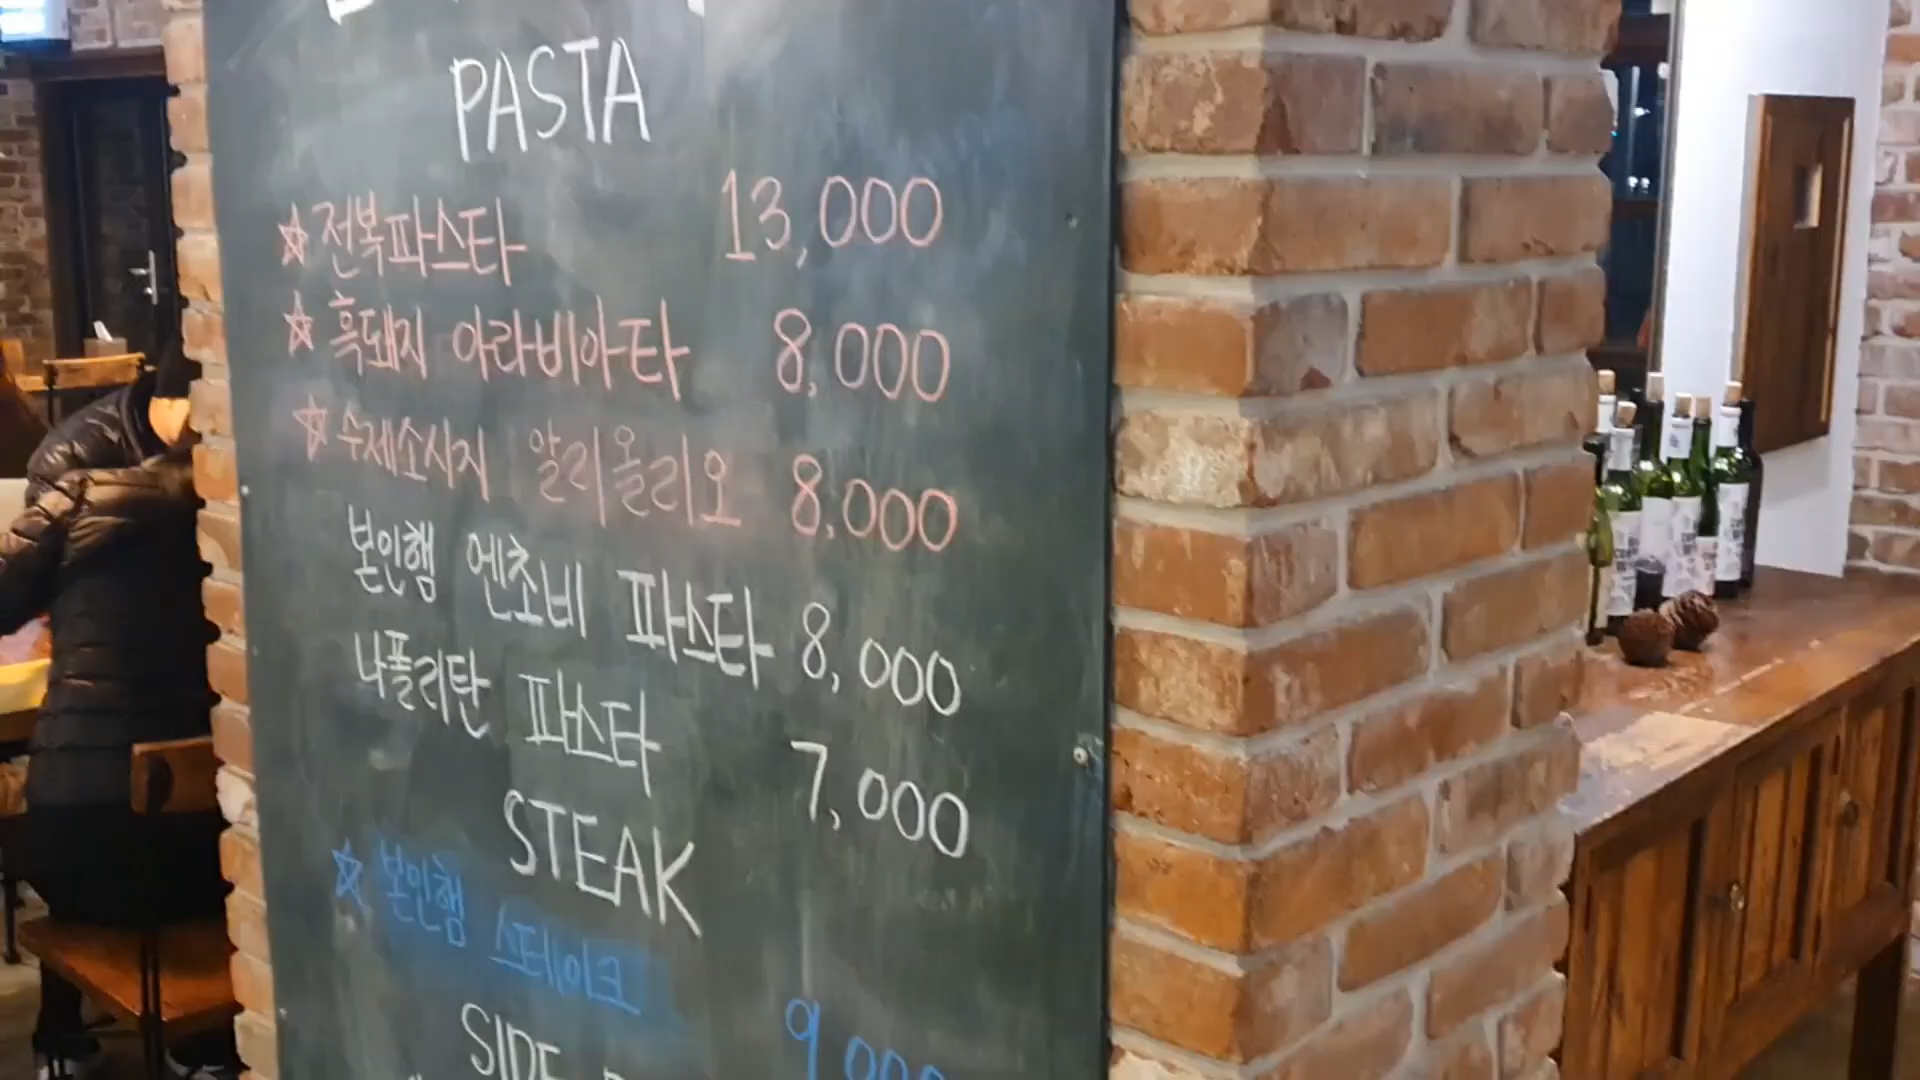 PASTA
☆전복파스타 13,000
☆흑돼지 아라비아타 8,000
☆수제소시지 알리올리오 8,000
본인햄 엔초비 파스타 8,000
나폴리탄 파스타 7,000
STEAK
☆본인햄 스테이크 9,000
SIDE